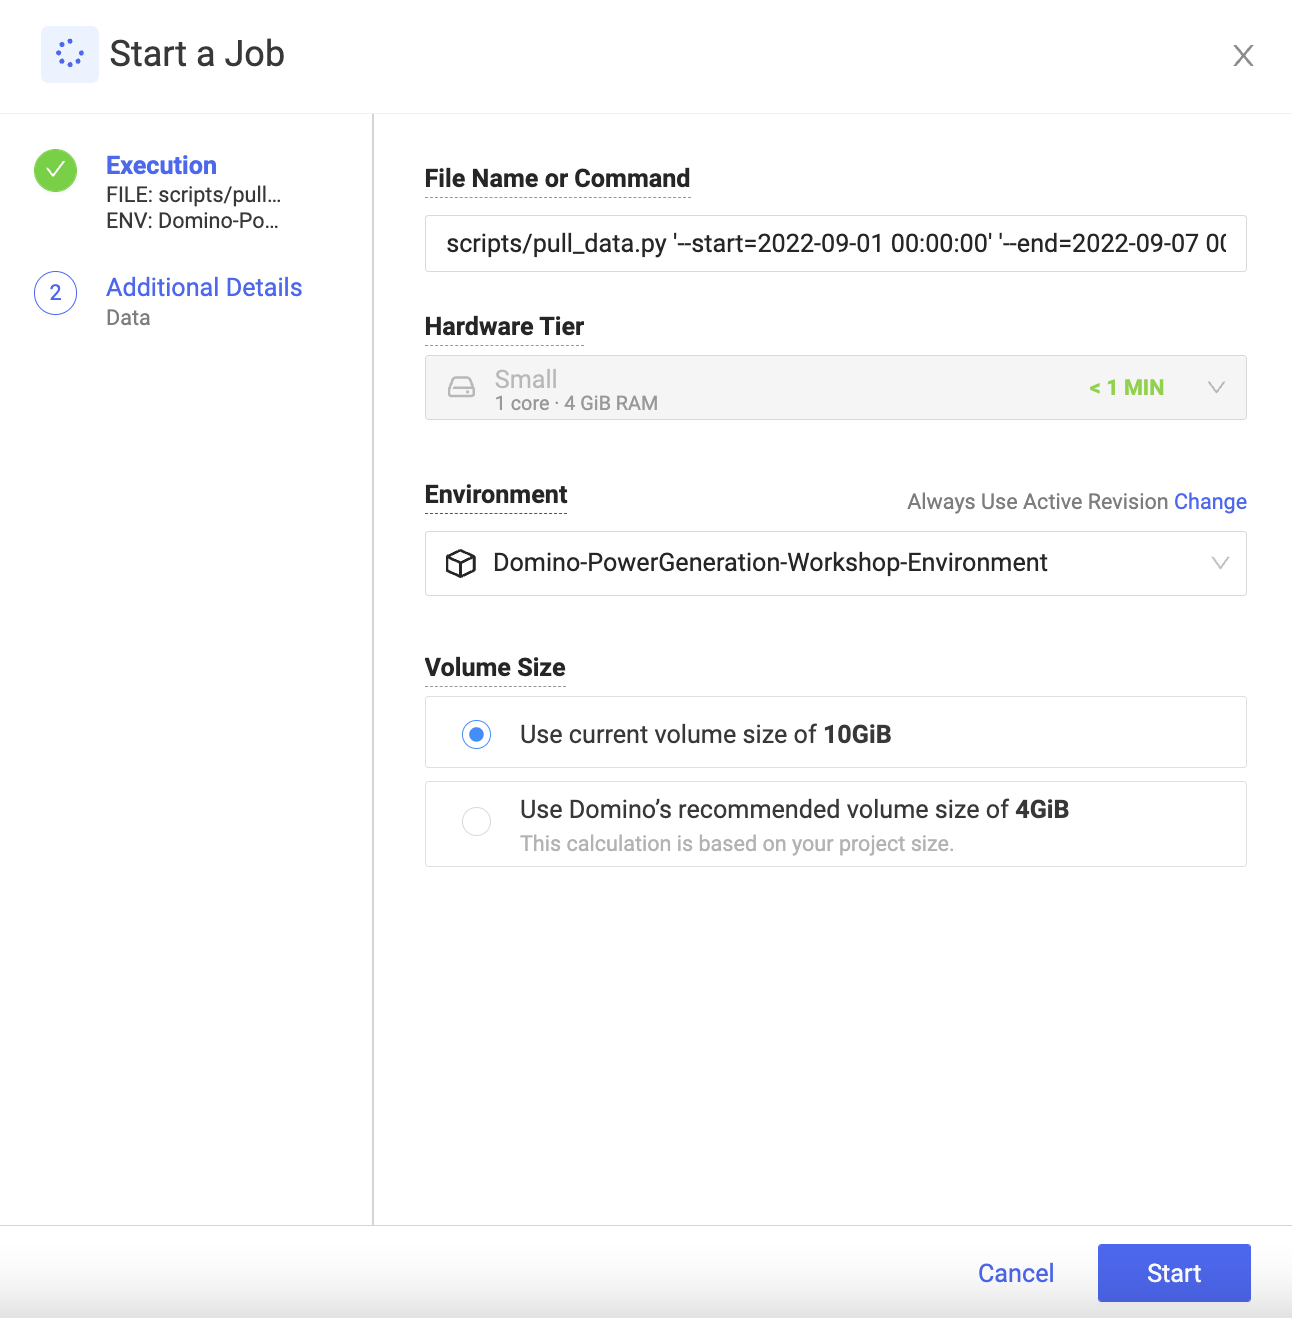 Start a Job
X
Execution
FILE: scripts/pull...
ENV: Domino-Po...
2
Additional Details
Data
File Name or Command
scripts/pull_data.py '--start=2022-09-01 00:00:00' '--end=2022-09-07
Hardware Tier
Small
1 core · 4 GiB RAM
< 1 MIN
Environment
Always Use Active Revision Change
Domino-PowerGeneration-Workshop-Environment
Volume Size
Use current volume size of 10GiB
Use Domino’s recommended volume size of 4GiB
This calculation is based on your project size.
Cancel
Start